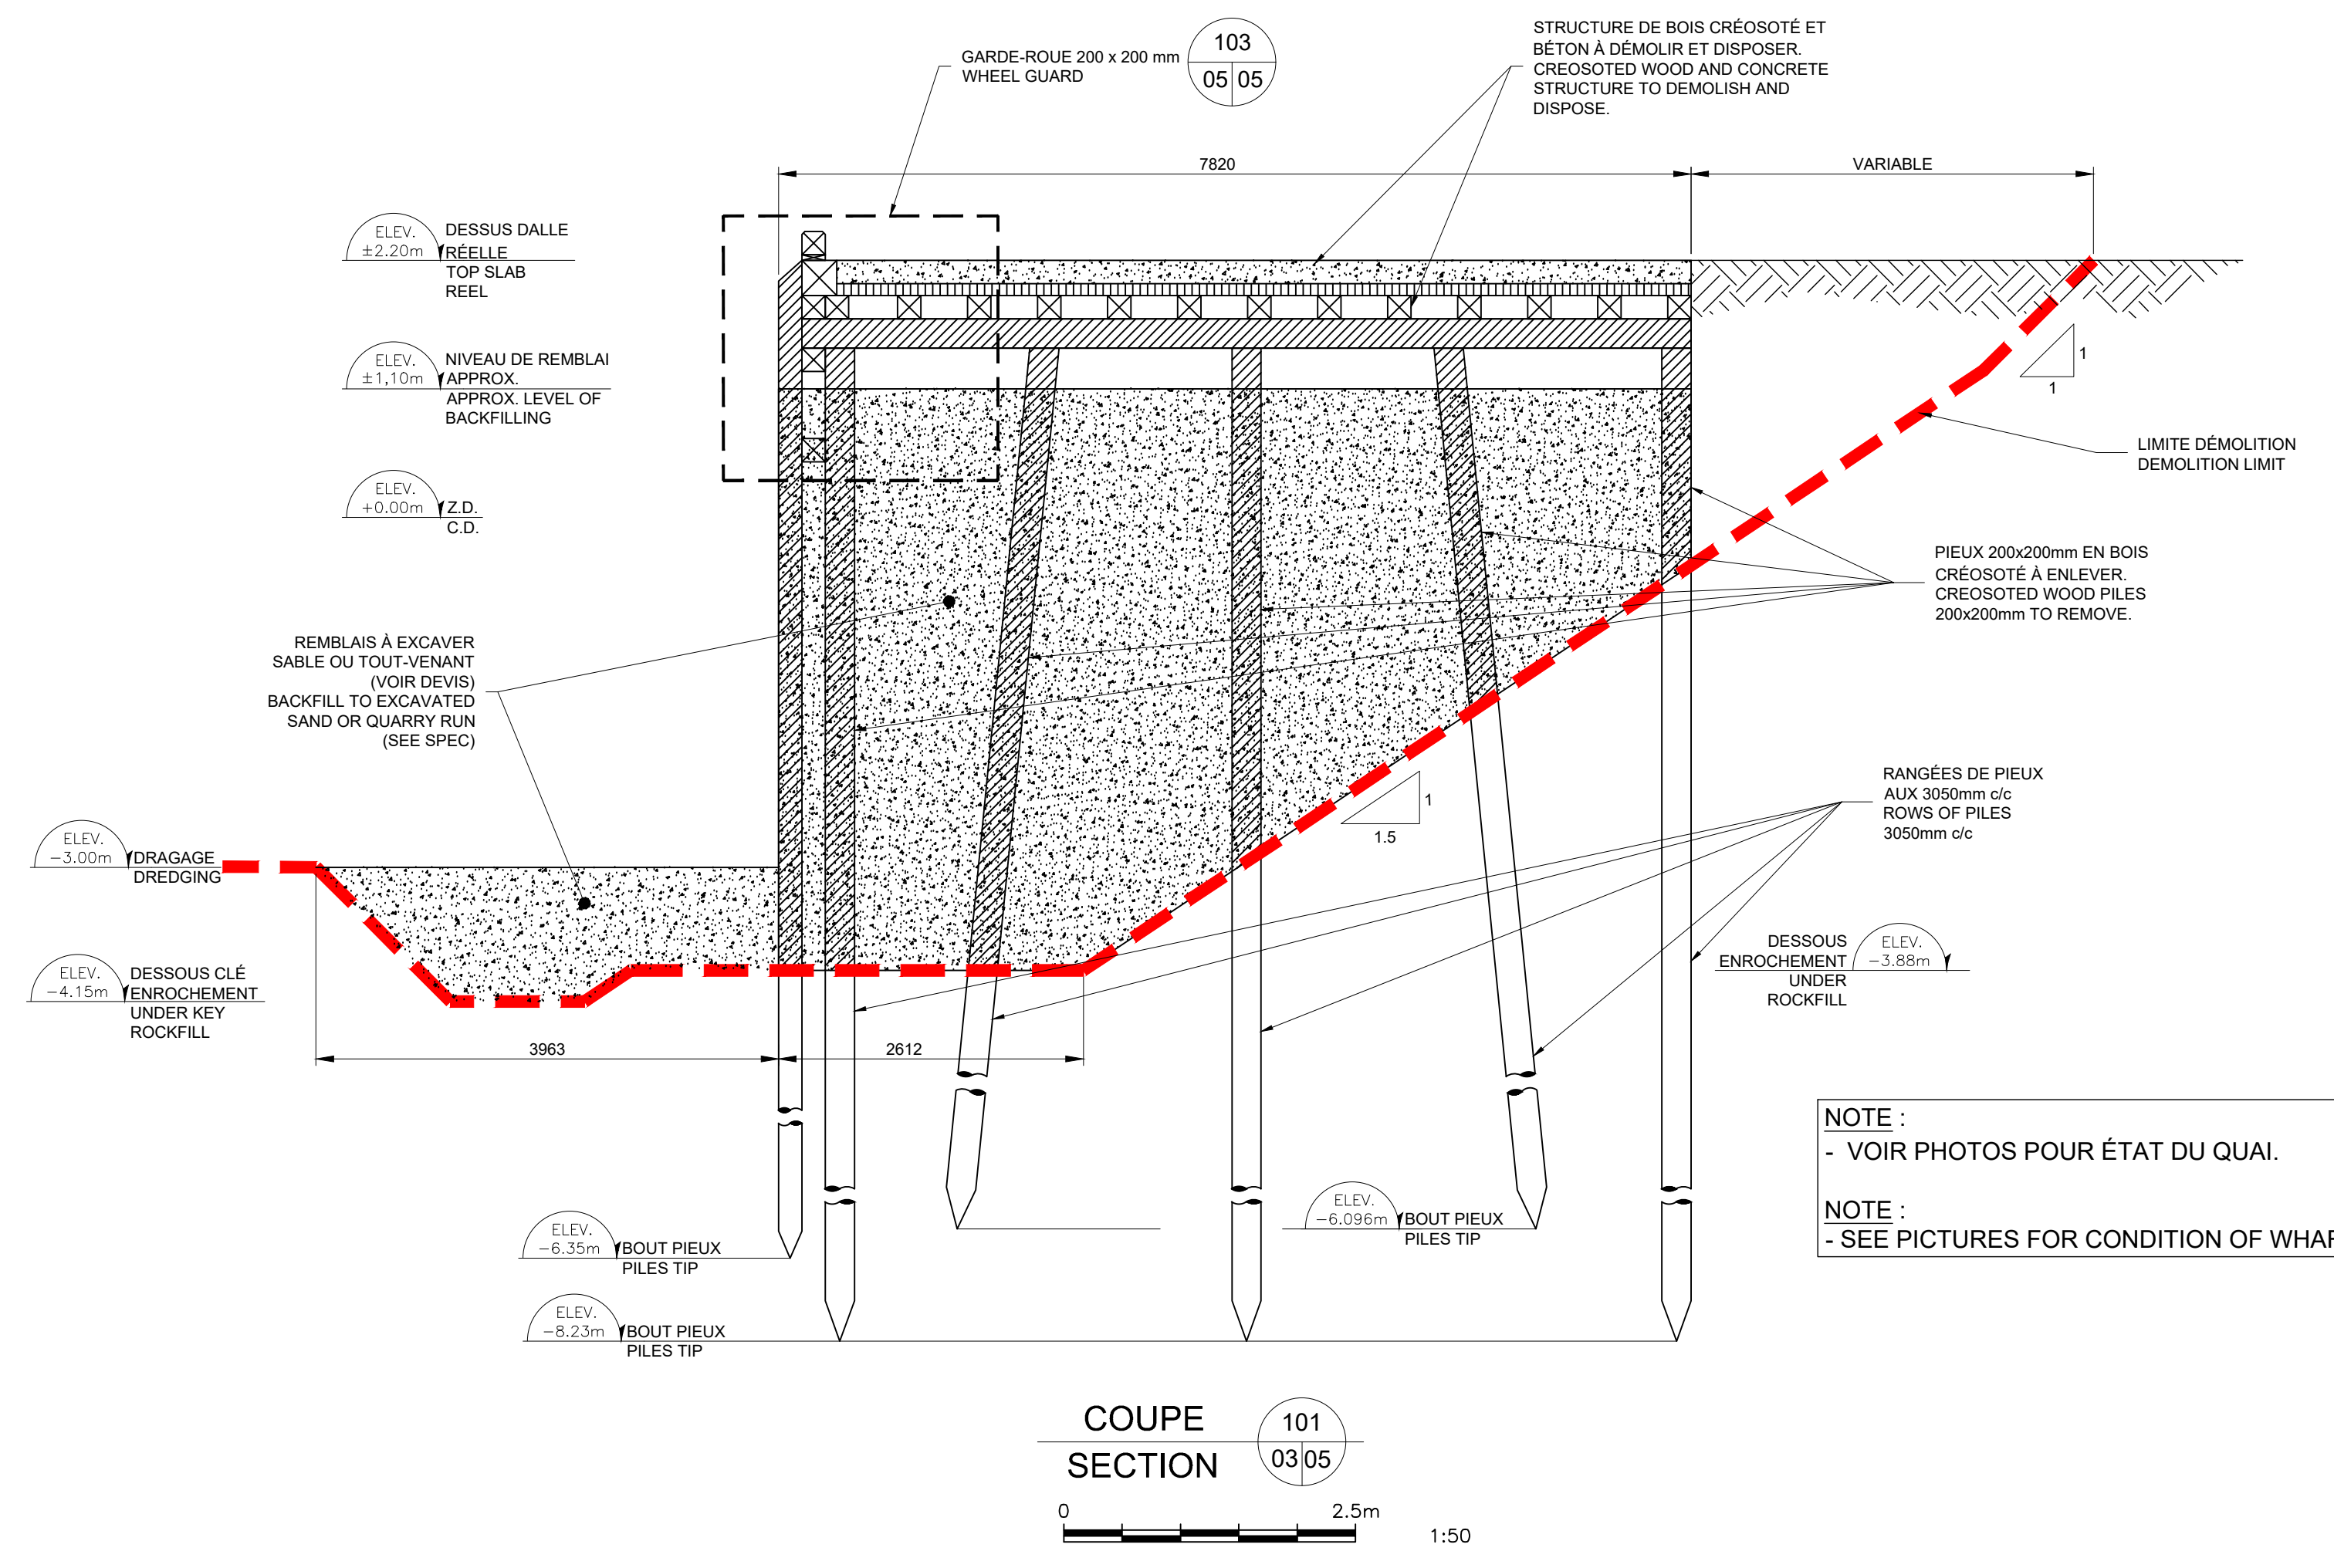 GARDE-ROUE 200 x 200 mm
WHEEL GUARD
103
05 05
STRUCTURE DE BOIS CRÉOSOTÉ ET
BÉTON À DÉMOLIR ET DISPOSER.
CREOSOTED WOOD AND CONCRETE
STRUCTURE TO DEMOLISH AND
DISPOSE.
7820
VARIABLE
ELEV.
±2.20m
DESSUS DALLE
RÉELLE
TOP SLAB
REEL
ELEV.
±1,10m
NIVEAU DE REMBLAI
APPROX.
APPROX. LEVEL OF
BACKFILLING
1
1
LIMITE DÉMOLITION
DEMOLITION LIMIT
ELEV.
+0.00m
Z.D.
C.D.
PIEUX 200x200mm EN BOIS
CRÉOSOTÉ À ENLEVER.
CREOSOTED WOOD PILES
200x200mm TO REMOVE.
REMBLAIS À EXCAVER
SABLE OU TOUT-VENANT
(VOIR DEVIS)
BACKFILL TO EXCAVATED
SAND OR QUARRY RUN
(SEE SPEC)
1
1.5
RANGÉES DE PIEUX
AUX 3050mm c/c
ROWS OF PILES
3050mm c/c
ELEV.
-3.00m
DRAGAGE
DREDGING
ELEV.
-4.15m
DESSOUS CLÉ
ENROCHEMENT
UNDER KEY
ROCKFILL
DESSOUS
ENROCHEMENT
UNDER
ROCKFILL
ELEV.
-3.88m
3963
2612
NOTE :
- VOIR PHOTOS POUR ÉTAT DU QUAI.
NOTE :
- SEE PICTURES FOR CONDITION OF WHAR
ELEV.
-6.35m
BOUT PIEUX
PILES TIP
ELEV.
-6.096m
BOUT PIEUX
PILES TIP
ELEV.
-8.23m
BOUT PIEUX
PILES TIP
COUPE
SECTION
101
03 05
0
2.5m
1:50